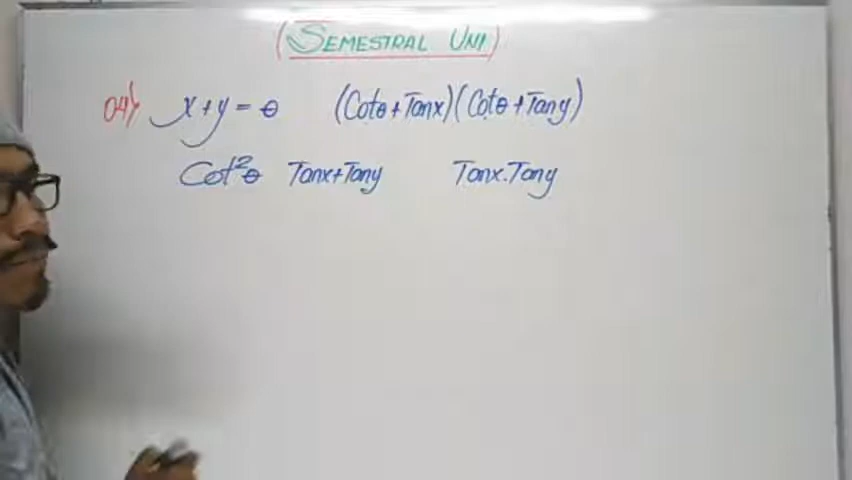 (SEMESTRAL UNI)
04) x+y=θ (Cotθ+Tanx)(Cotθ+Tany)
Cot²θ Tanx+Tany Tanx.Tany